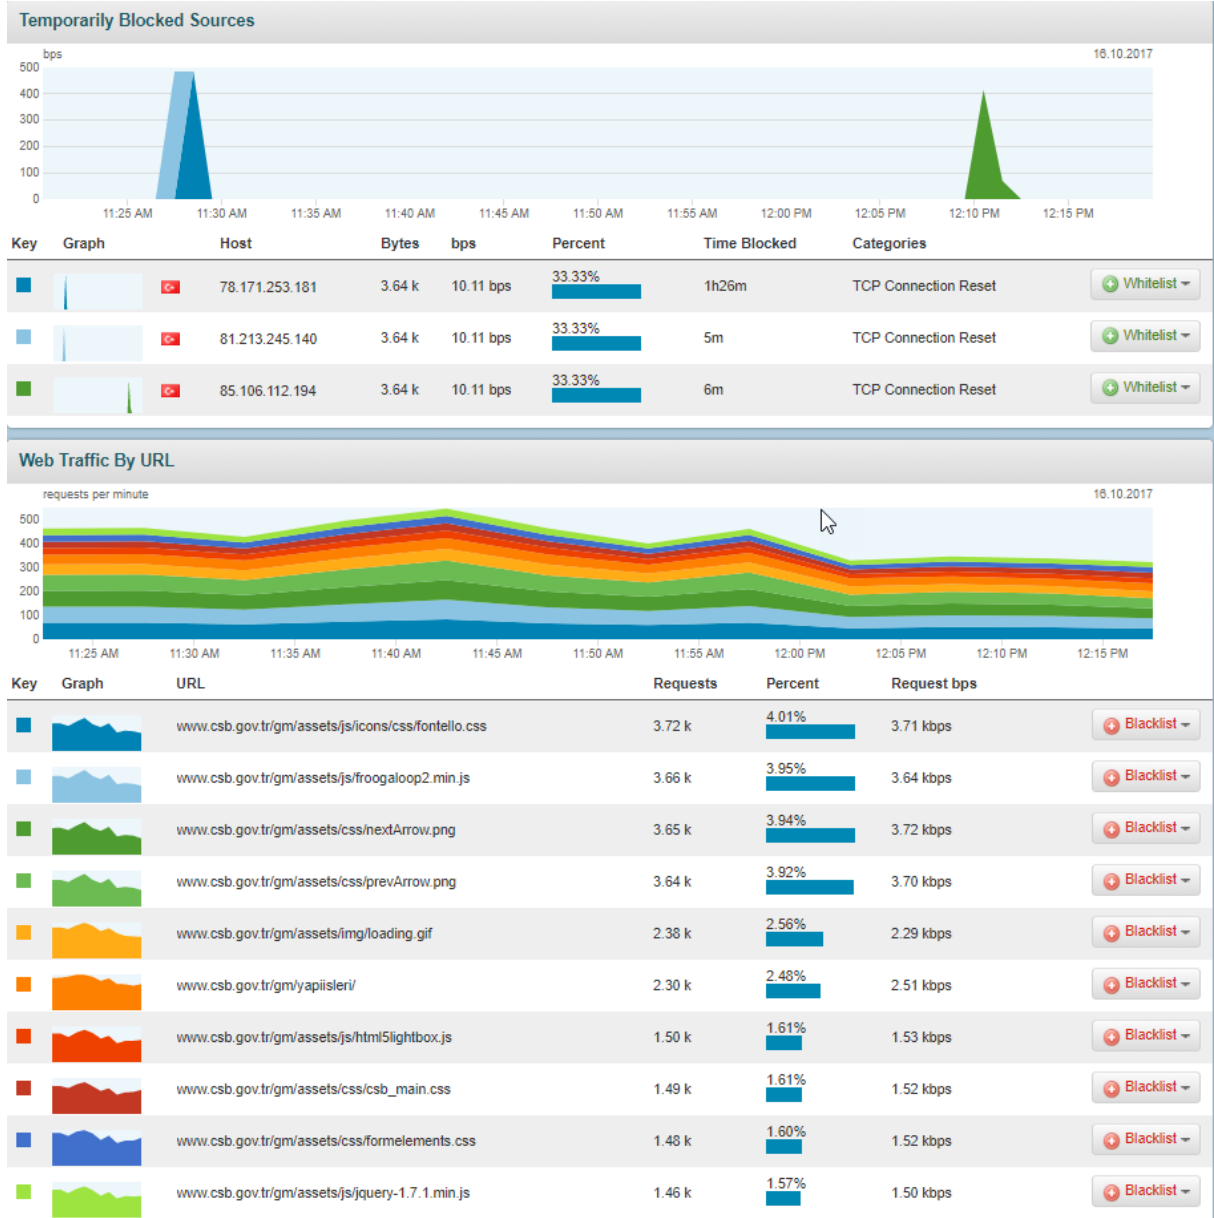 Temporarily Blocked Sources
bps 16.10.2017
500
400
300
200
100
0
11:25 AM 11:30 AM 11:35 AM 11:40 AM 11:45 AM 11:50 AM 11:55 AM 12:00 PM 12:05 PM 12:10 PM 12:15 PM
Key Graph Host Bytes bps Percent Time Blocked Categories
78.171.253.181 3.64 k 10.11 bps 33.33% 1h26m TCP Connection Reset Whitelist
81.213.245.140 3.64 k 10.11 bps 33.33% 5m TCP Connection Reset Whitelist
85.106.112.194 3.64 k 10.11 bps 33.33% 6m TCP Connection Reset Whitelist
Web Traffic By URL
requests per minute 16.10.2017
500
400
300
200
100
0
11:25 AM 11:30 AM 11:35 AM 11:40 AM 11:45 AM 11:50 AM 11:55 AM 12:00 PM 12:05 PM 12:10 PM 12:15 PM
Key Graph URL Requests Percent Request bps
www.csb.gov.tr/gm/assets/js/icons/css/fontello.css 3.72 k 4.01% 3.71 kbps Blacklist
www.csb.gov.tr/gm/assets/js/froogaloop2.min.js 3.66 k 3.95% 3.64 kbps Blacklist
www.csb.gov.tr/gm/assets/css/nextArrow.png 3.65 k 3.94% 3.72 kbps Blacklist
www.csb.gov.tr/gm/assets/css/prevArrow.png 3.64 k 3.92% 3.70 kbps Blacklist
www.csb.gov.tr/gm/assets/img/loading.gif 2.38 k 2.56% 2.29 kbps Blacklist
www.csb.gov.tr/gm/yapiisleri/ 2.30 k 2.48% 2.51 kbps Blacklist
www.csb.gov.tr/gm/assets/js/html5lightbox.js 1.50 k 1.61% 1.53 kbps Blacklist
www.csb.gov.tr/gm/assets/css/csb_main.css 1.49 k 1.61% 1.52 kbps Blacklist
www.csb.gov.tr/gm/assets/css/formelements.css 1.48 k 1.60% 1.52 kbps Blacklist
www.csb.gov.tr/gm/assets/js/jquery-1.7.1.min.js 1.46 k 1.57% 1.50 kbps Blacklist